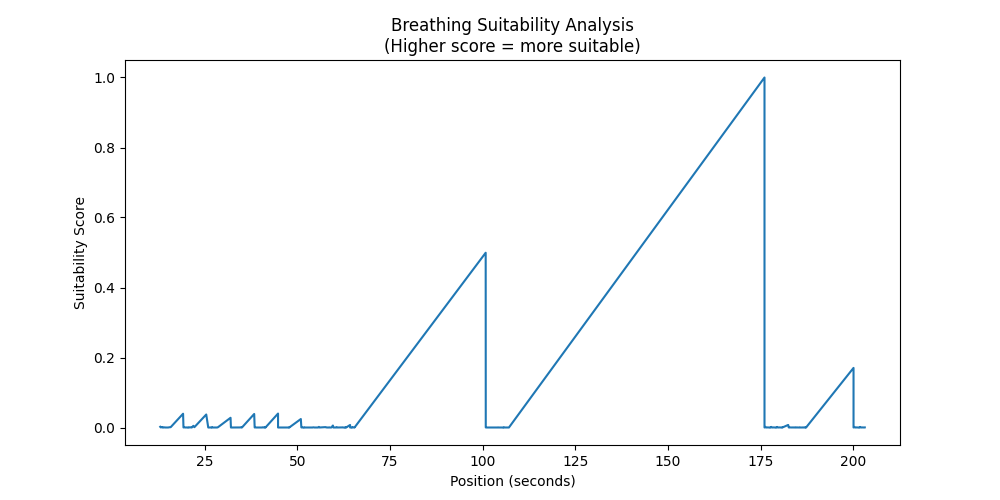 Breathing Suitability Analysis
(Higher score = more suitable)
1.0
0.8
0.6
0.4
0.2
0.0
Suitability Score
25 50 75 100 125 150 175 200
Position (seconds)